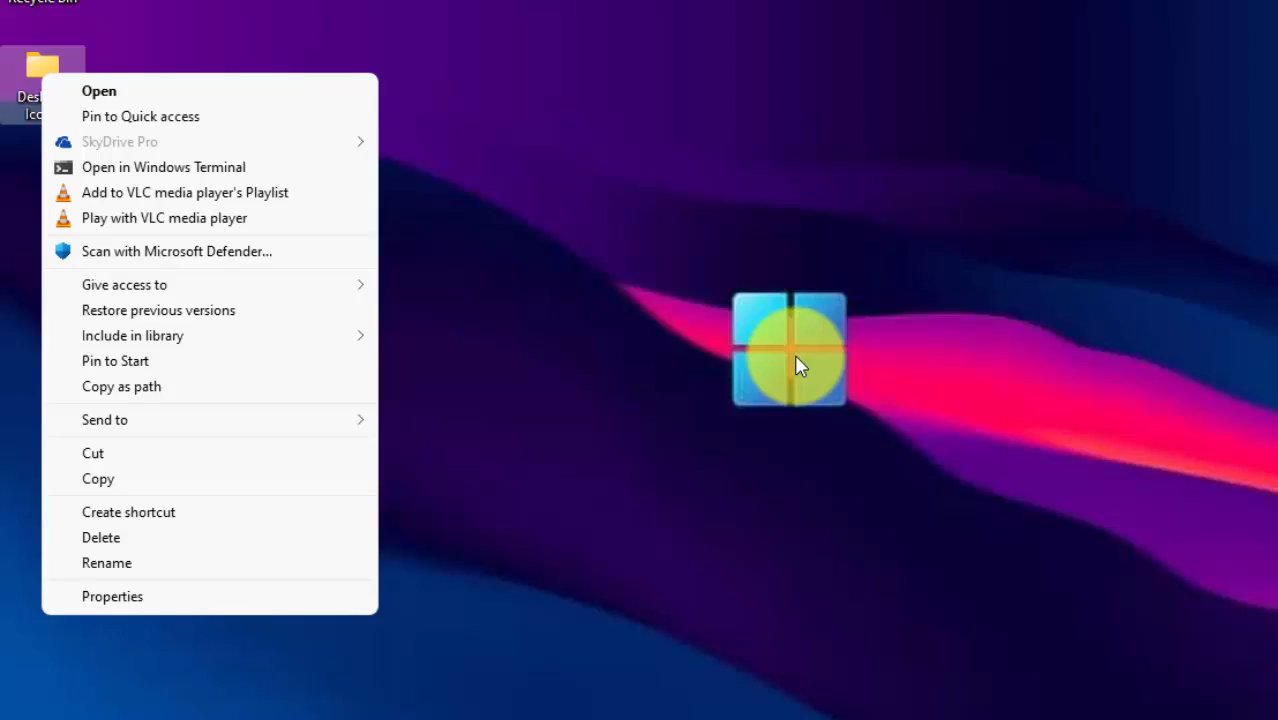 Recycle Bin
Open
Pin to Quick access
SkyDrive Pro
Open in Windows Terminal
Add to VLC media player's Playlist
Play with VLC media player
Scan with Microsoft Defender...
Give access to
Restore previous versions
Include in library
Pin to Start
Copy as path
Send to
Cut
Copy
Create shortcut
Delete
Rename
Properties